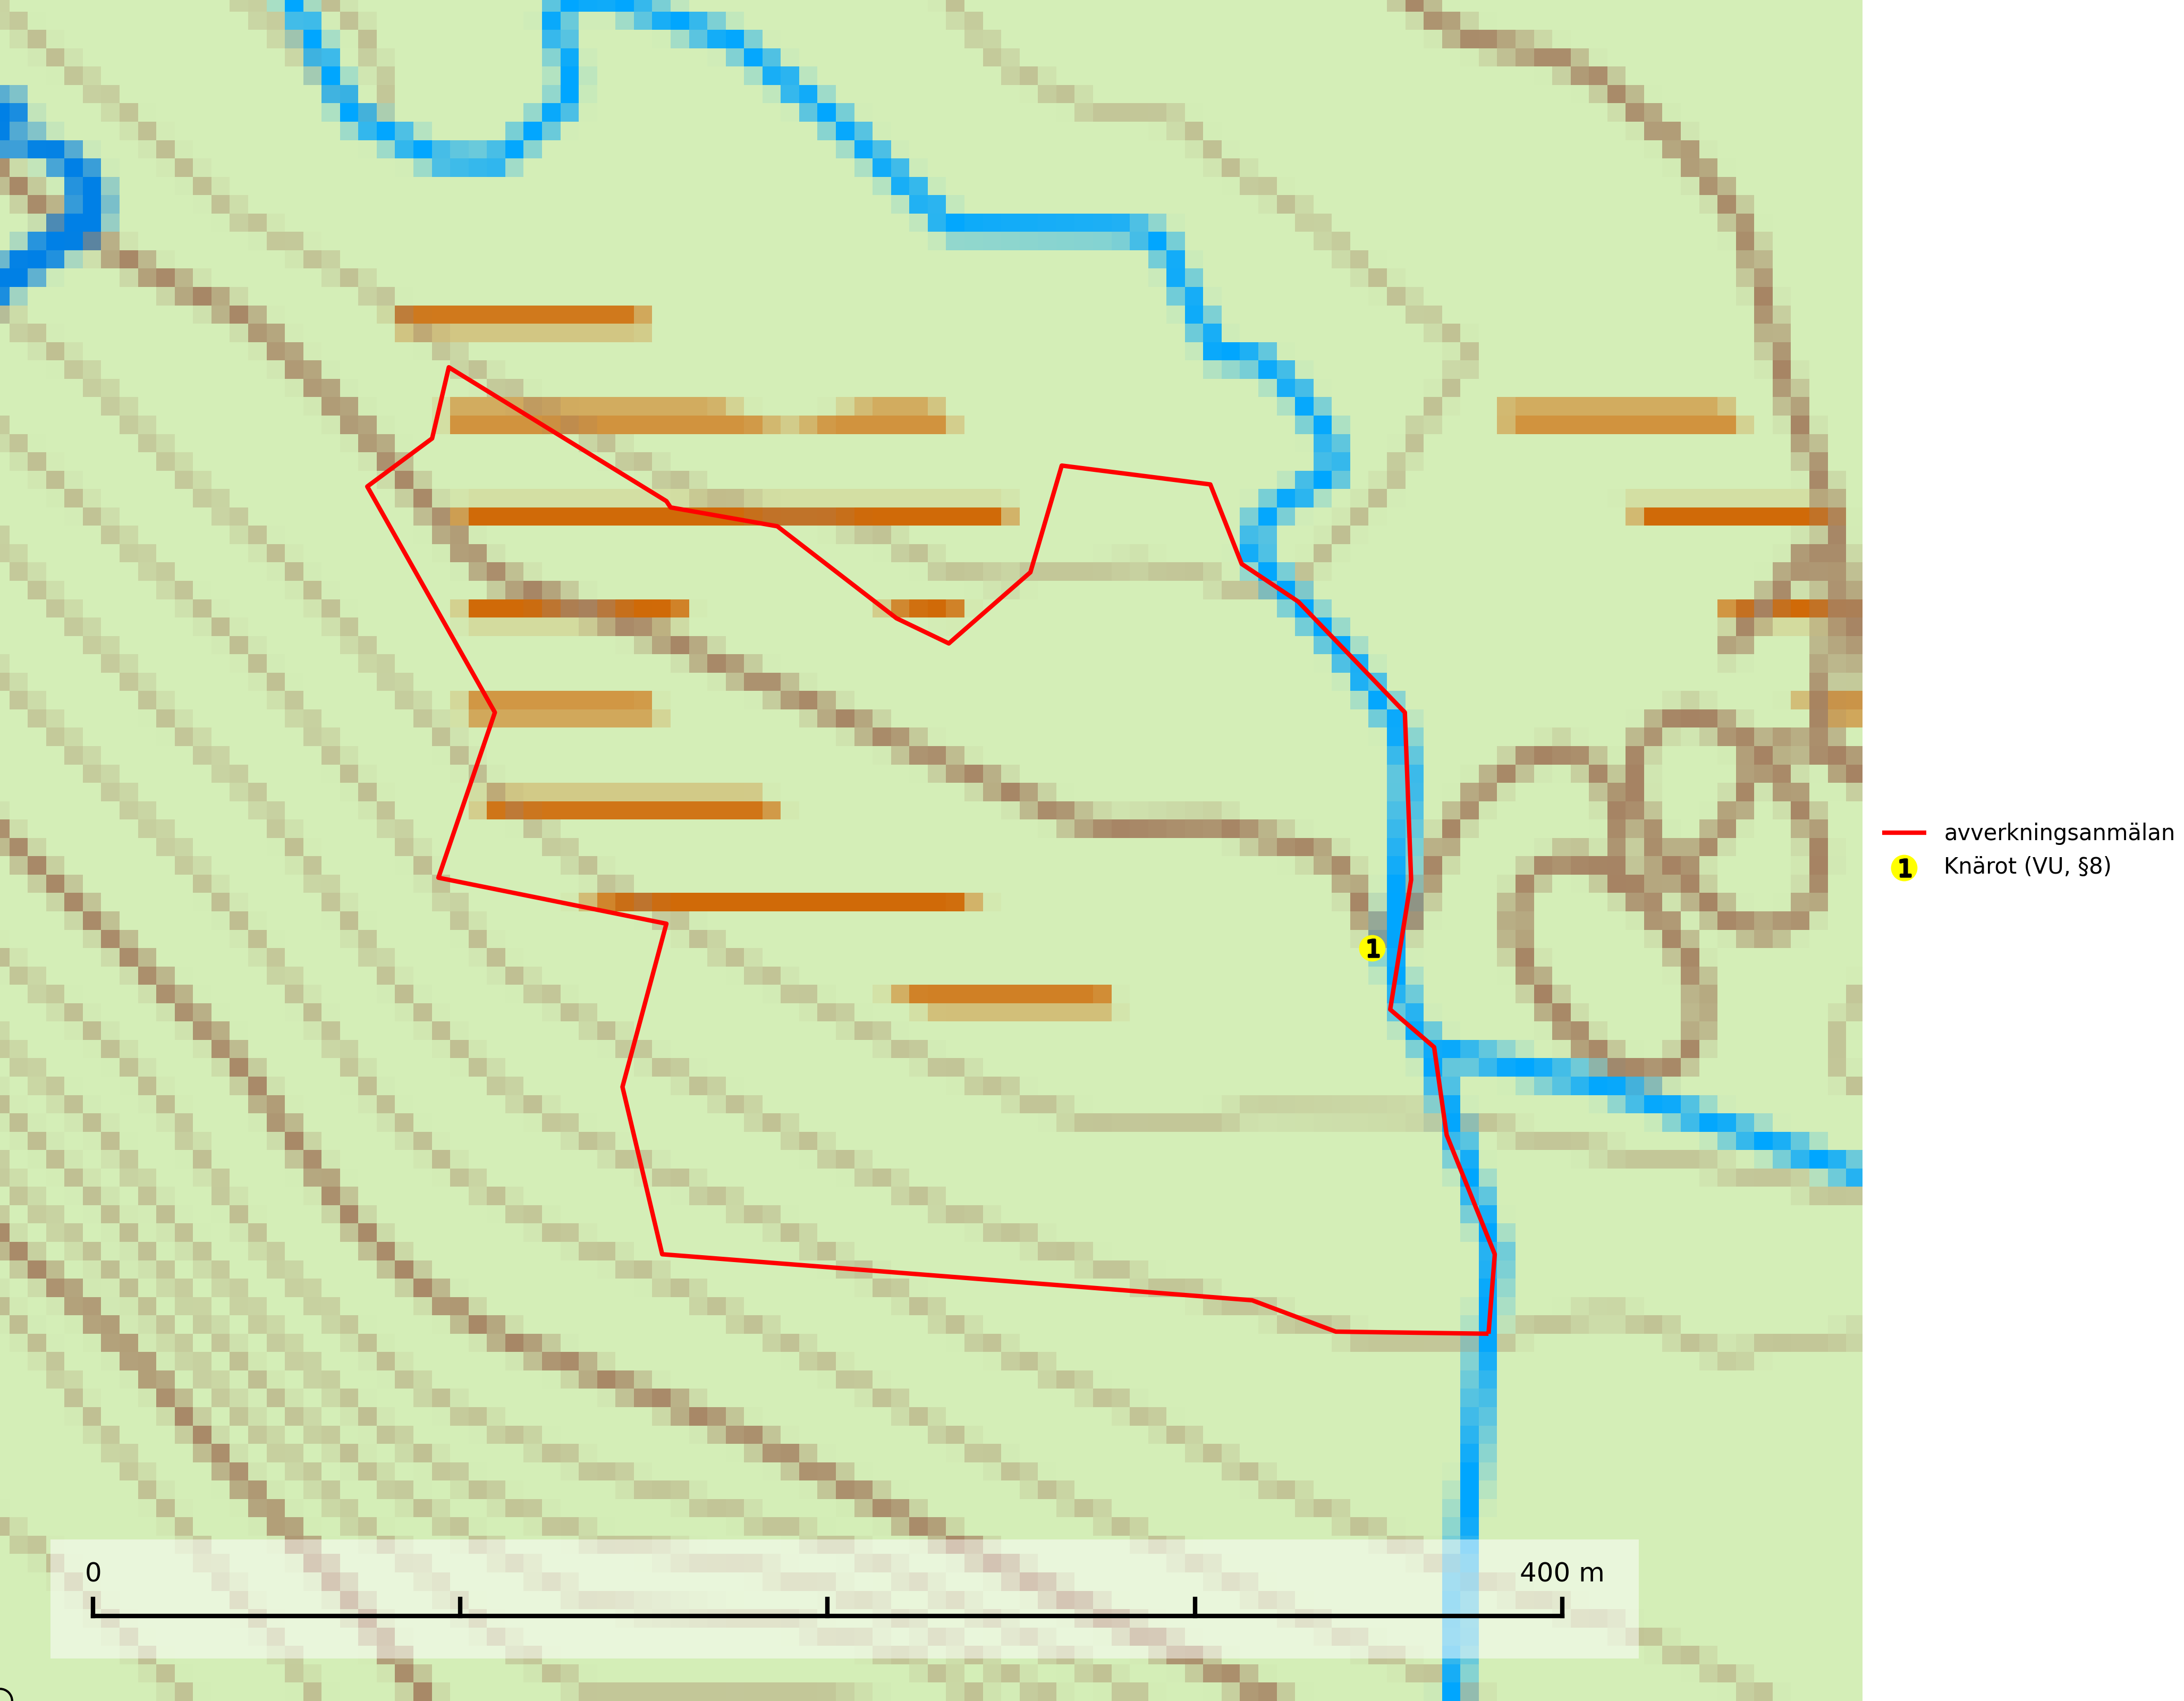 avverkningsanmälan
1 Knärot (VU, §8)
1
0 400 m